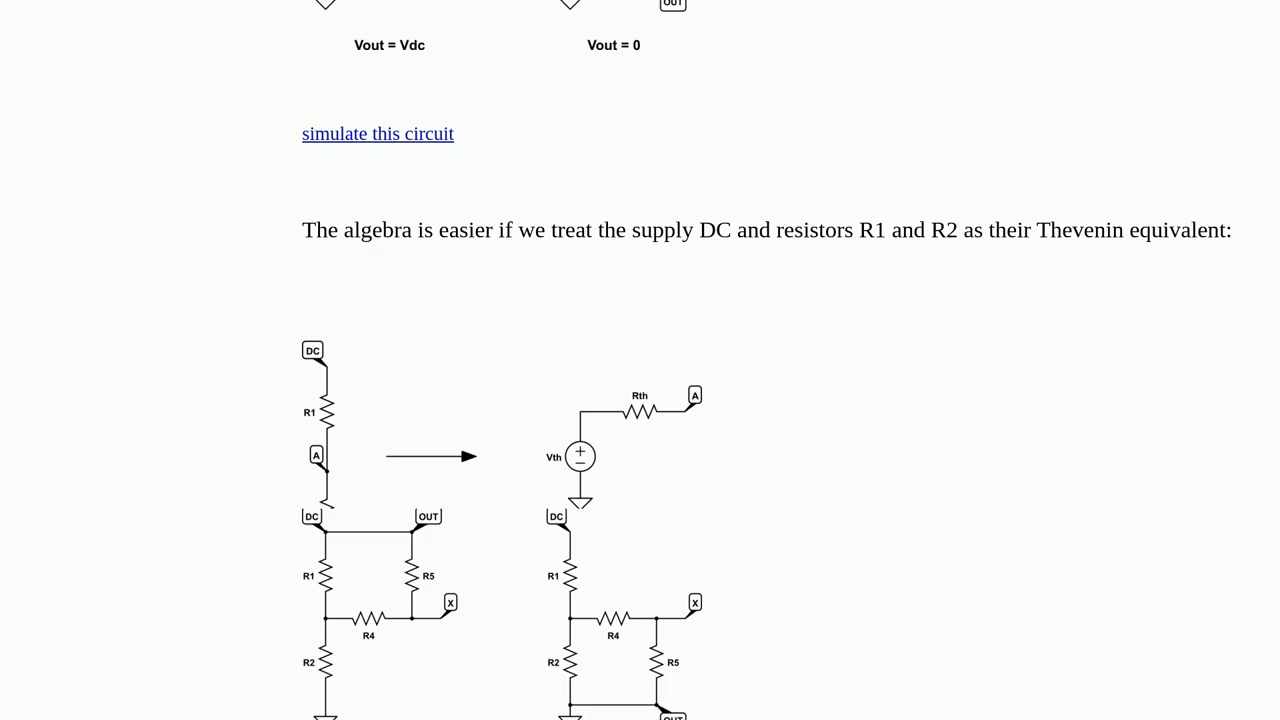 OUT
Vout = Vdc
Vout = 0
simulate this circuit
The algebra is easier if we treat the supply DC and resistors R1 and R2 as their Thevenin equivalent:
DC
R1
A
Rth
A
Vth
DC
OUT
R1
R5
X
R4
R2
DC
R1
X
R4
R2
R5
OUT